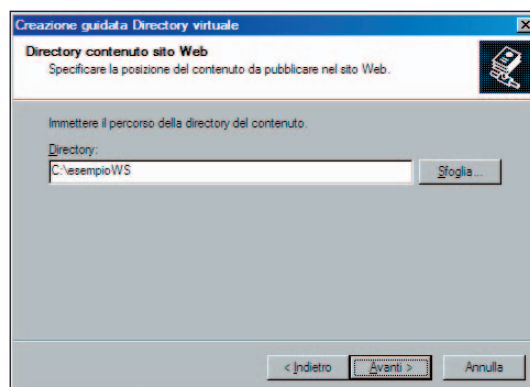 Creazione guidata Directory virtuale
Directory contenuto sito Web
Specificare la posizione del contenuto da pubblicare nel sito Web.
Immettere il percorso della directory del contenuto.
Directory:
C:\esempioWS
Sfoglia...
< Indietro
Avanti >
Annulla